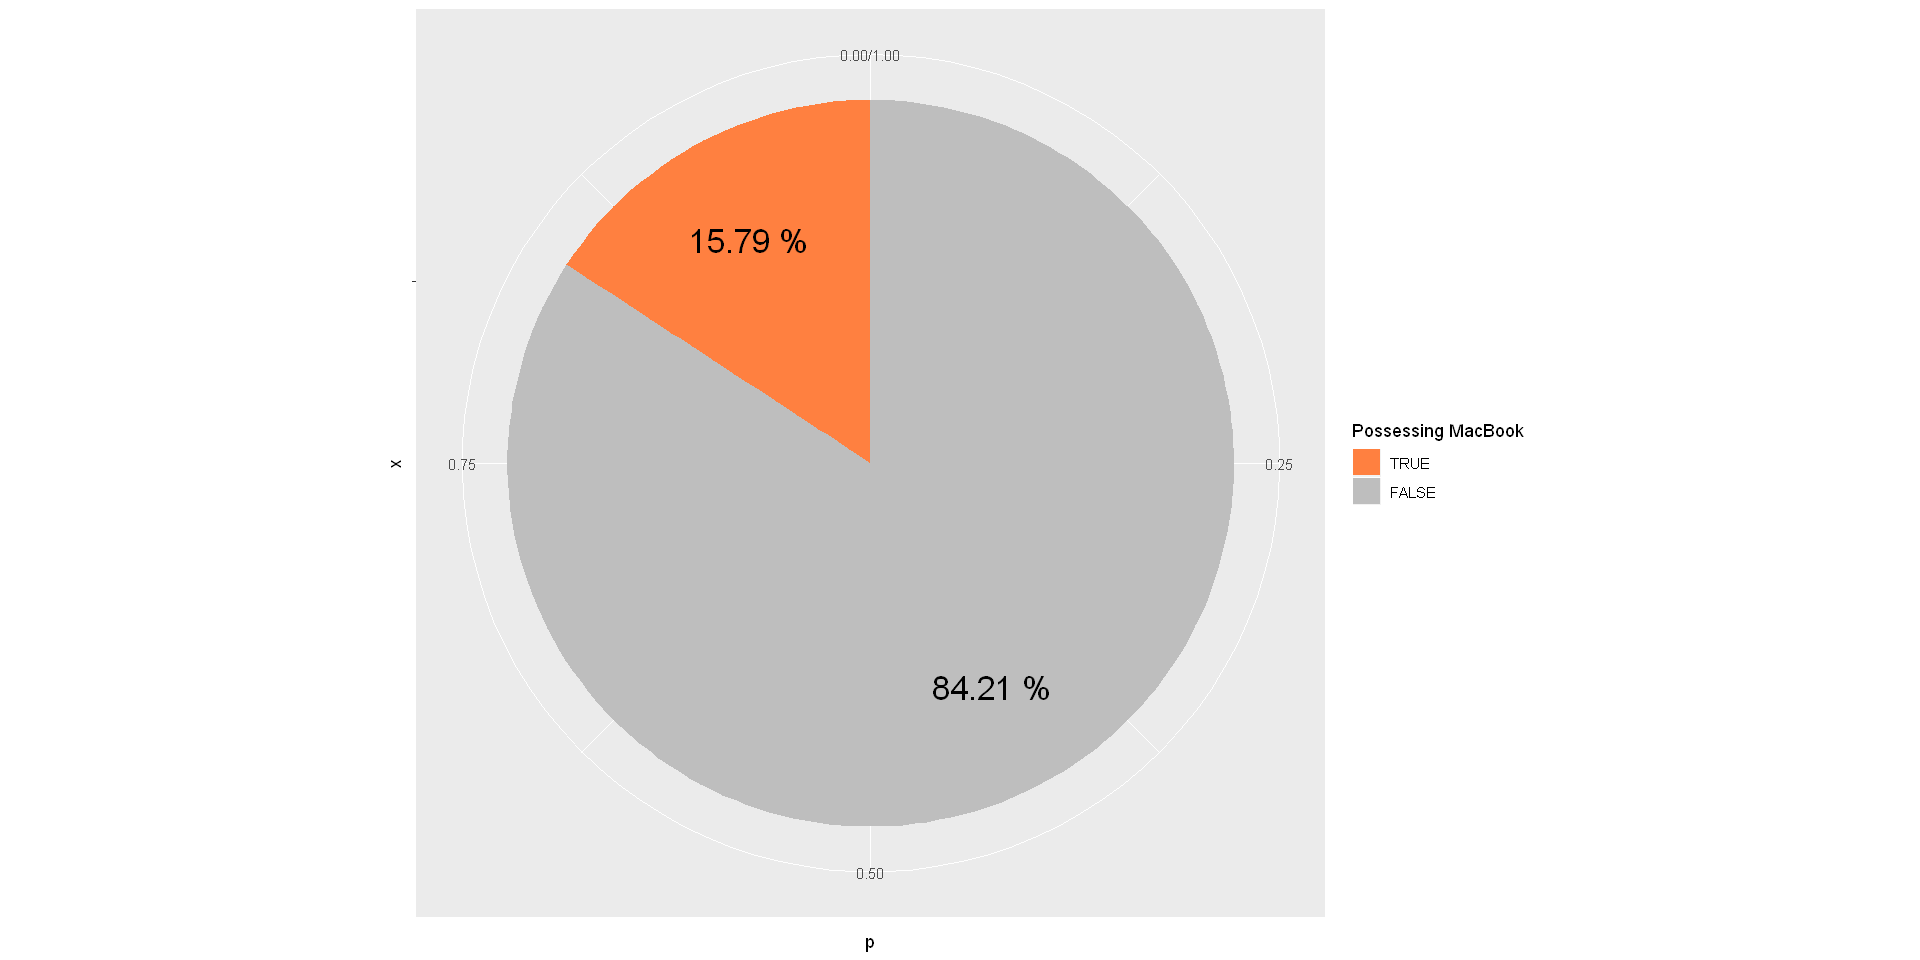 0.00/1.00
15.79 %
x
0.75
0.25
Possessing MacBook
TRUE
FALSE
84.21 %
0.50
p